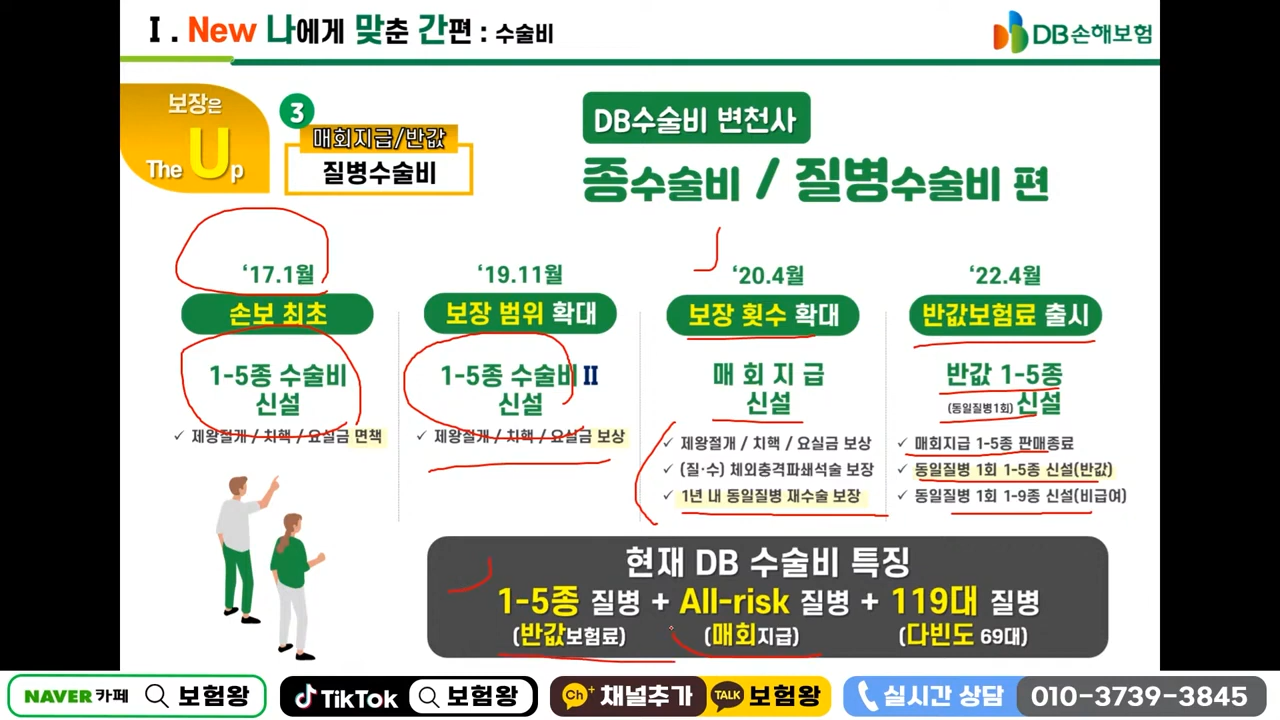 Ⅰ. New 나에게 맞춘 간편 : 수술비
DB손해보험
보장은
The Up
3
매회지급/반값
질병수술비
DB수술비 변천사
종수술비 / 질병수술비 편
‘17.1월
손보 최초
1-5종 수술비
신설
✓ 제왕절개 / 치핵 / 요실금 면책
‘19.11월
보장 범위 확대
1-5종 수술비Ⅱ
신설
✓ 제왕절개 / 치핵 / 요실금 보상
‘20.4월
보장 횟수 확대
매 회 지 급
신설
✓ 제왕절개 / 치핵 / 요실금 보상
✓ (질·수) 체외충격파쇄석술 보장
✓ 1년 내 동일질병 재수술 보장
‘22.4월
반값보험료 출시
반값 1-5종
(동일질병1회) 신설
✓ 매회지급 1-5종 판매종료
✓ 동일질병 1회 1-5종 신설(반값)
✓ 동일질병 1회 1-9종 신설(비급여)
현재 DB 수술비 특징
1-5종 질병 + All-risk 질병 + 119대 질병
(반값보험료) (매회지급) (다빈도 69대)
NAVER 카페 보험왕 TikTok 보험왕 Ch+ 채널추가 TALK 보험왕 실시간 상담 010-3739-3845